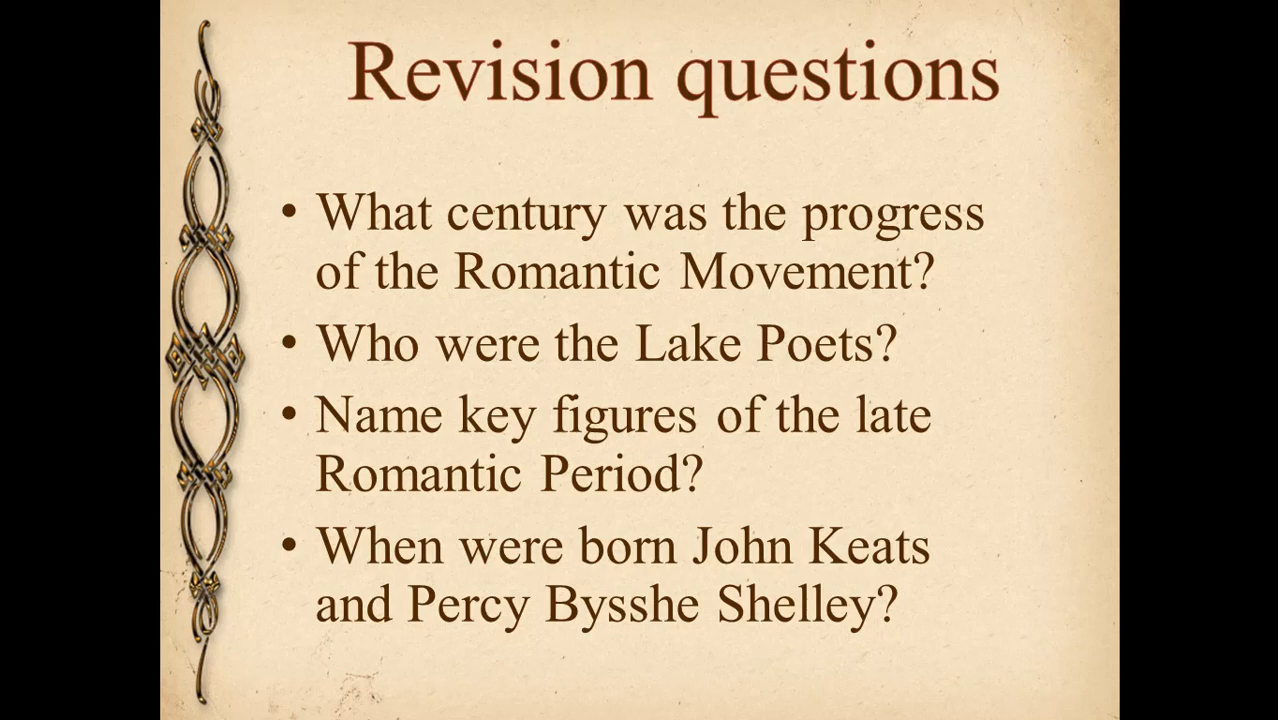 Revision questions
• What century was the progress
of the Romantic Movement?
• Who were the Lake Poets?
• Name key figures of the late
Romantic Period?
• When were born John Keats
and Percy Bysshe Shelley?